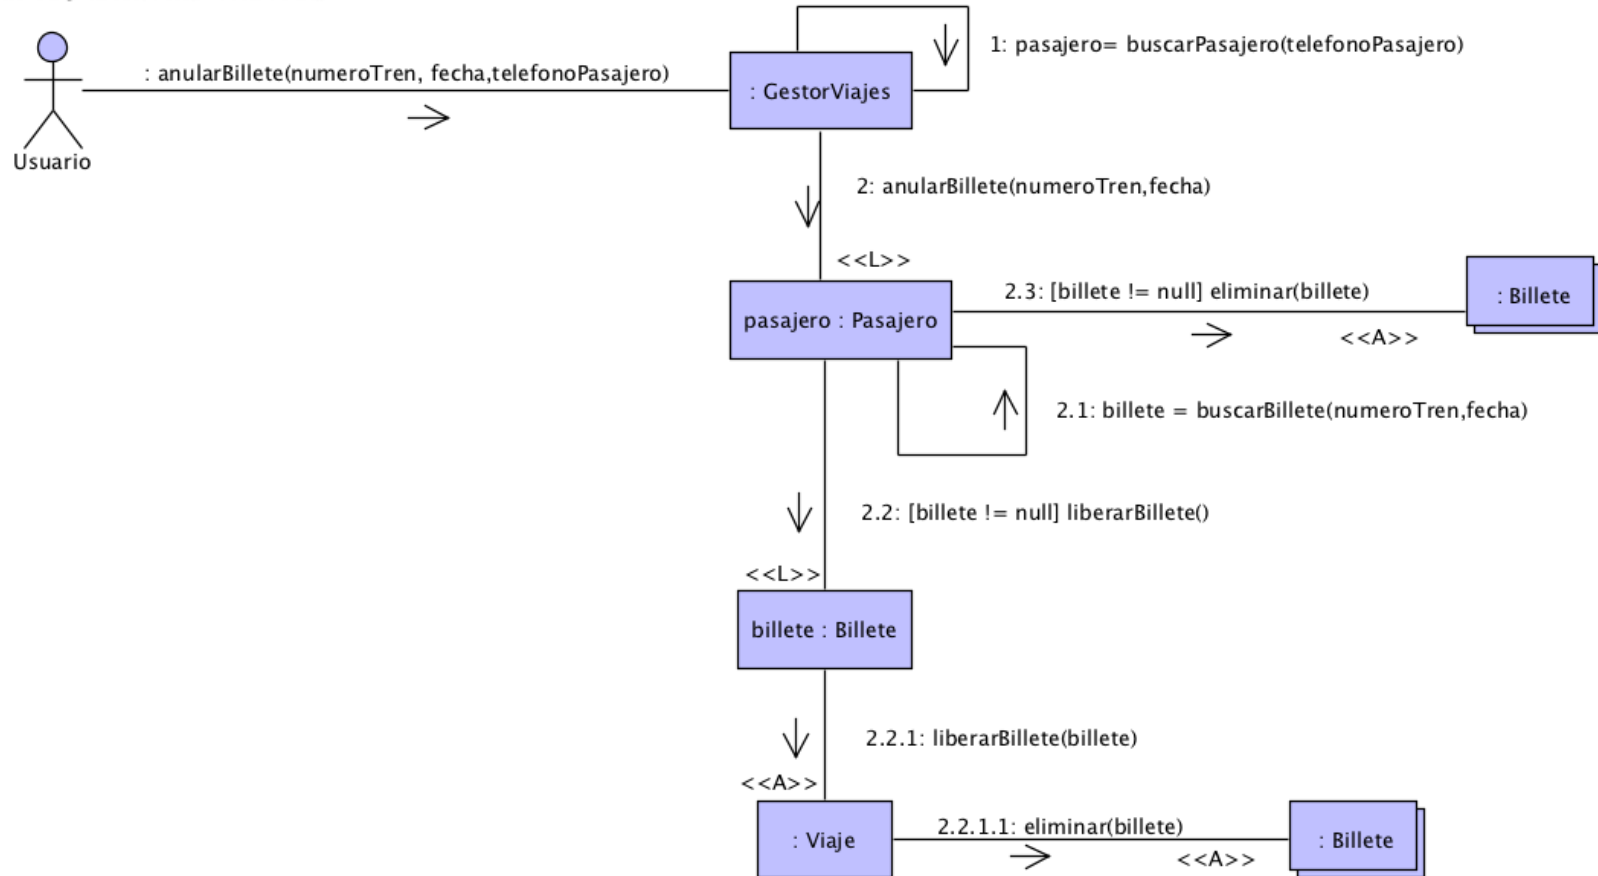 1: pasajero= buscarPasajero(telefonoPasajero)
: anularBillete(numeroTren, fecha,telefonoPasajero)
: GestorViajes
Usuario
2: anularBillete(numeroTren,fecha)
<<L>>
2.3: [billete != null] eliminar(billete)
: Billete
pasajero : Pasajero
<<A>>
2.1: billete = buscarBillete(numeroTren,fecha)
2.2: [billete != null] liberarBillete()
<<L>>
billete : Billete
2.2.1: liberarBillete(billete)
<<A>>
2.2.1.1: eliminar(billete)
: Viaje
: Billete
<<A>>